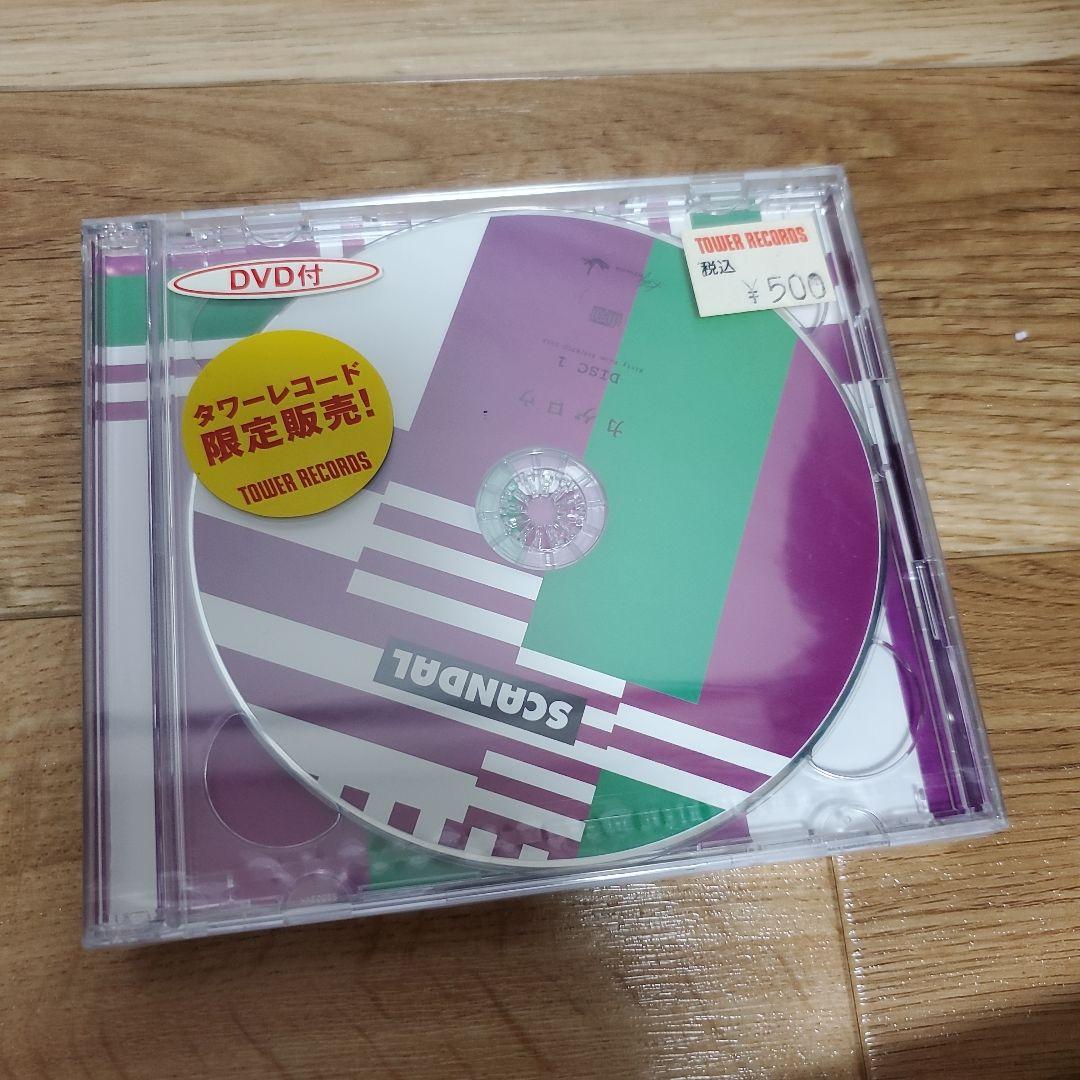 DVD付
タワーレコード
限定販売!
TOWER RECORDS
TOWER RECORDS
税込
¥500
カゲロウ
DISC 1
SCANDAL